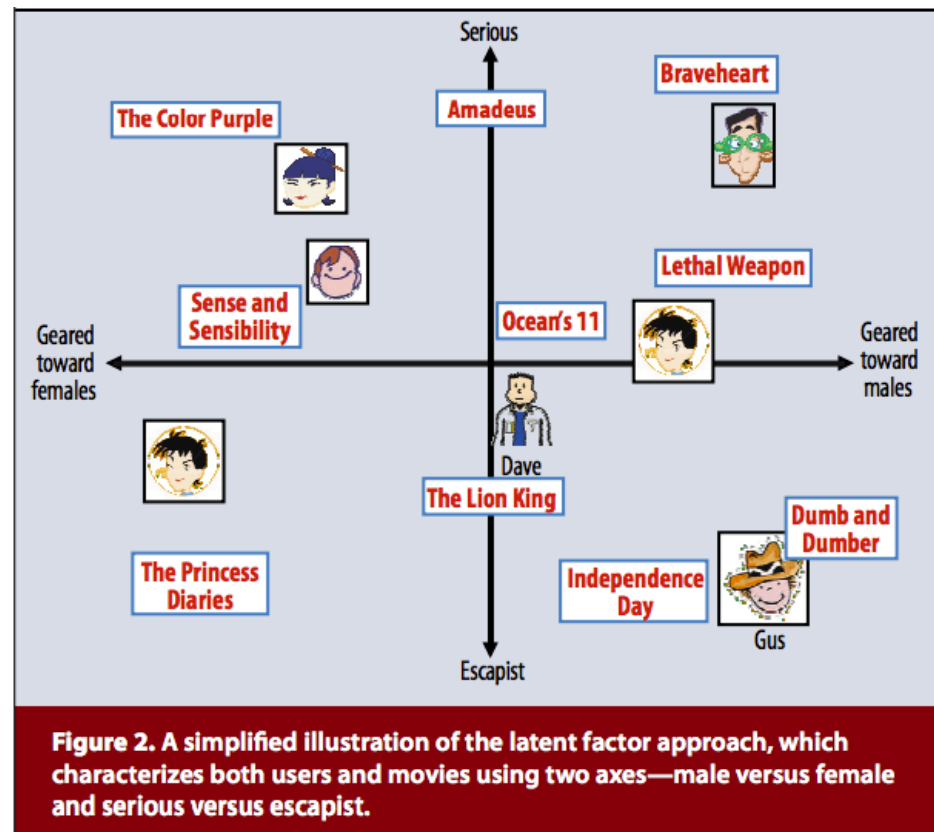 Serious
Braveheart
Amadeus
The Color Purple
Lethal Weapon
Sense and
Sensibility
Ocean's 11
Geared
toward
females
Geared
toward
males
Dave
The Lion King
Dumb and
Dumber
The Princess
Diaries
Independence
Day
Gus
Escapist
Figure 2. A simplified illustration of the latent factor approach, which
characterizes both users and movies using two axes—male versus female
and serious versus escapist.